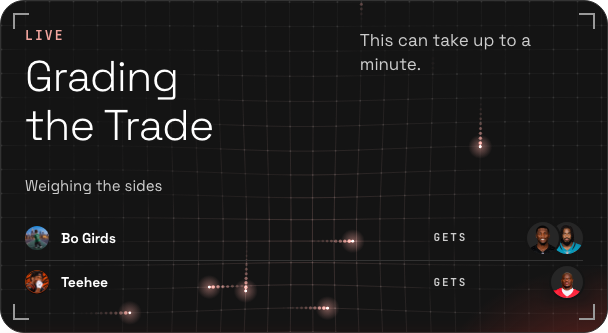 LIVE
Grading
the Trade
This can take up to a
minute.
Weighing the sides
Bo Girds GETS
Teehee GETS